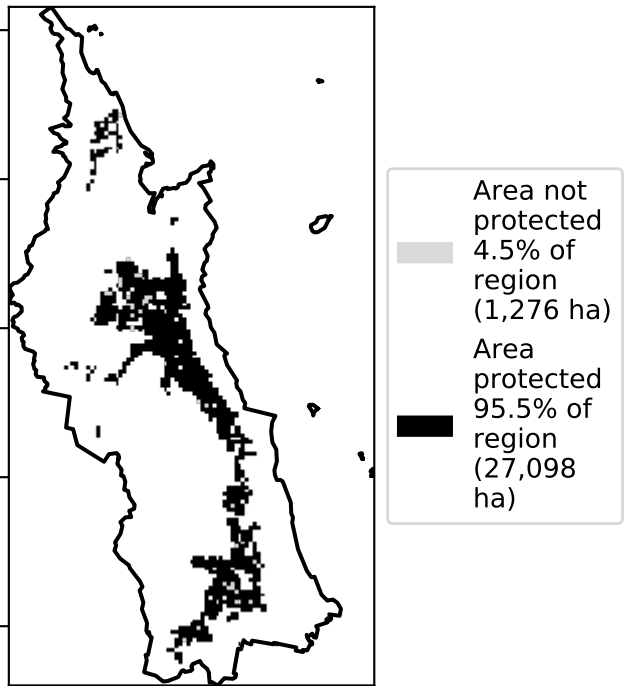 Area not
protected
4.5% of
region
(1,276 ha)
Area
protected
95.5% of
region
(27,098
ha)